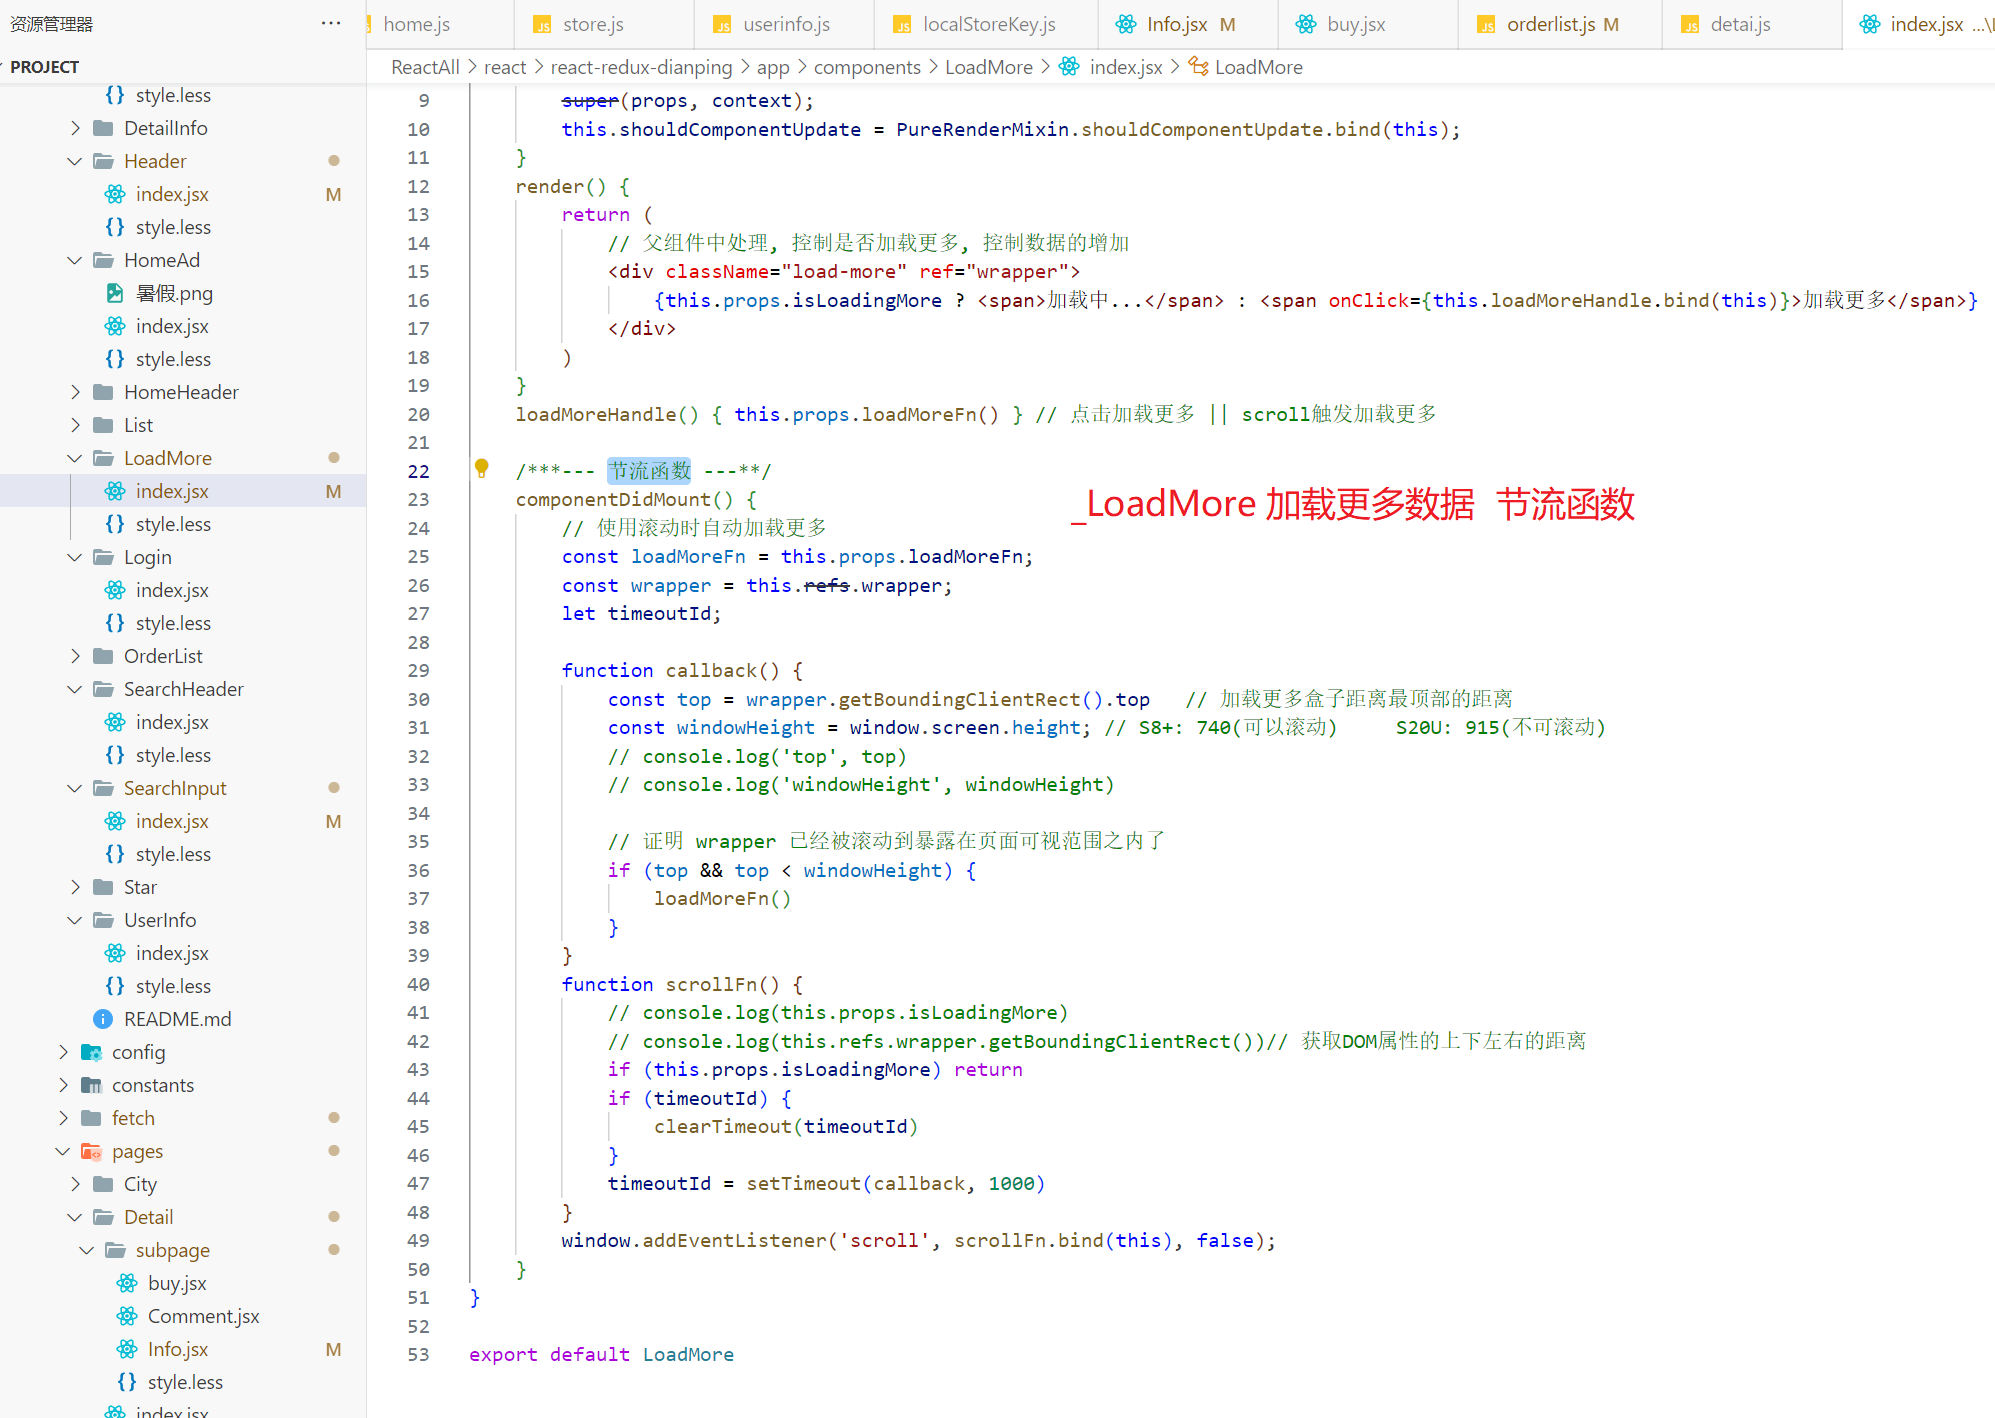 资源管理器 ···
home.js store.js userinfo.js localStoreKey.js Info.jsx M buy.jsx orderlist.js M detai.js index.jsx ...\L
PROJECT
ReactAll > react > react-redux-dianping > app > components > LoadMore > index.jsx > LoadMore
style.less
DetailInfo
Header
index.jsx M
style.less
HomeAd
暑假.png
index.jsx
style.less
HomeHeader
List
LoadMore
index.jsx M
style.less
Login
index.jsx
style.less
OrderList
SearchHeader
index.jsx
style.less
SearchInput
index.jsx M
style.less
Star
UserInfo
index.jsx
style.less
README.md
config
constants
fetch
pages
City
Detail
subpage
buy.jsx
Comment.jsx
Info.jsx M
style.less
index.jsx
9 super(props, context);
10 this.shouldComponentUpdate = PureRenderMixin.shouldComponentUpdate.bind(this);
11 }
12 render() {
13 return (
14 // 父组件中处理, 控制是否加载更多, 控制数据的增加
15 <div className="load-more" ref="wrapper">
16 {this.props.isLoadingMore ? <span>加载中...</span> : <span onClick={this.loadMoreHandle.bind(this)}>加载更多</span>}
17 </div>
18 )
19 }
20 loadMoreHandle() { this.props.loadMoreFn() } // 点击加载更多 || scroll触发加载更多
21
22 /***--- 节流函数 ---**/
23 componentDidMount() {
_LoadMore 加载更多数据 节流函数
24 // 使用滚动时自动加载更多
25 const loadMoreFn = this.props.loadMoreFn;
26 const wrapper = this.refs.wrapper;
27 let timeoutId;
28
29 function callback() {
30 const top = wrapper.getBoundingClientRect().top // 加载更多盒子距离最顶部的距离
31 const windowHeight = window.screen.height; // S8+: 740(可以滚动) S20U: 915(不可滚动)
32 // console.log('top', top)
33 // console.log('windowHeight', windowHeight)
34
35 // 证明 wrapper 已经被滚动到暴露在页面可视范围之内了
36 if (top && top < windowHeight) {
37 loadMoreFn()
38 }
39 }
40 function scrollFn() {
41 // console.log(this.props.isLoadingMore)
42 // console.log(this.refs.wrapper.getBoundingClientRect())// 获取DOM属性的上下左右的距离
43 if (this.props.isLoadingMore) return
44 if (timeoutId) {
45 clearTimeout(timeoutId)
46 }
47 timeoutId = setTimeout(callback, 1000)
48 }
49 window.addEventListener('scroll', scrollFn.bind(this), false);
50 }
51 }
52
53 export default LoadMore